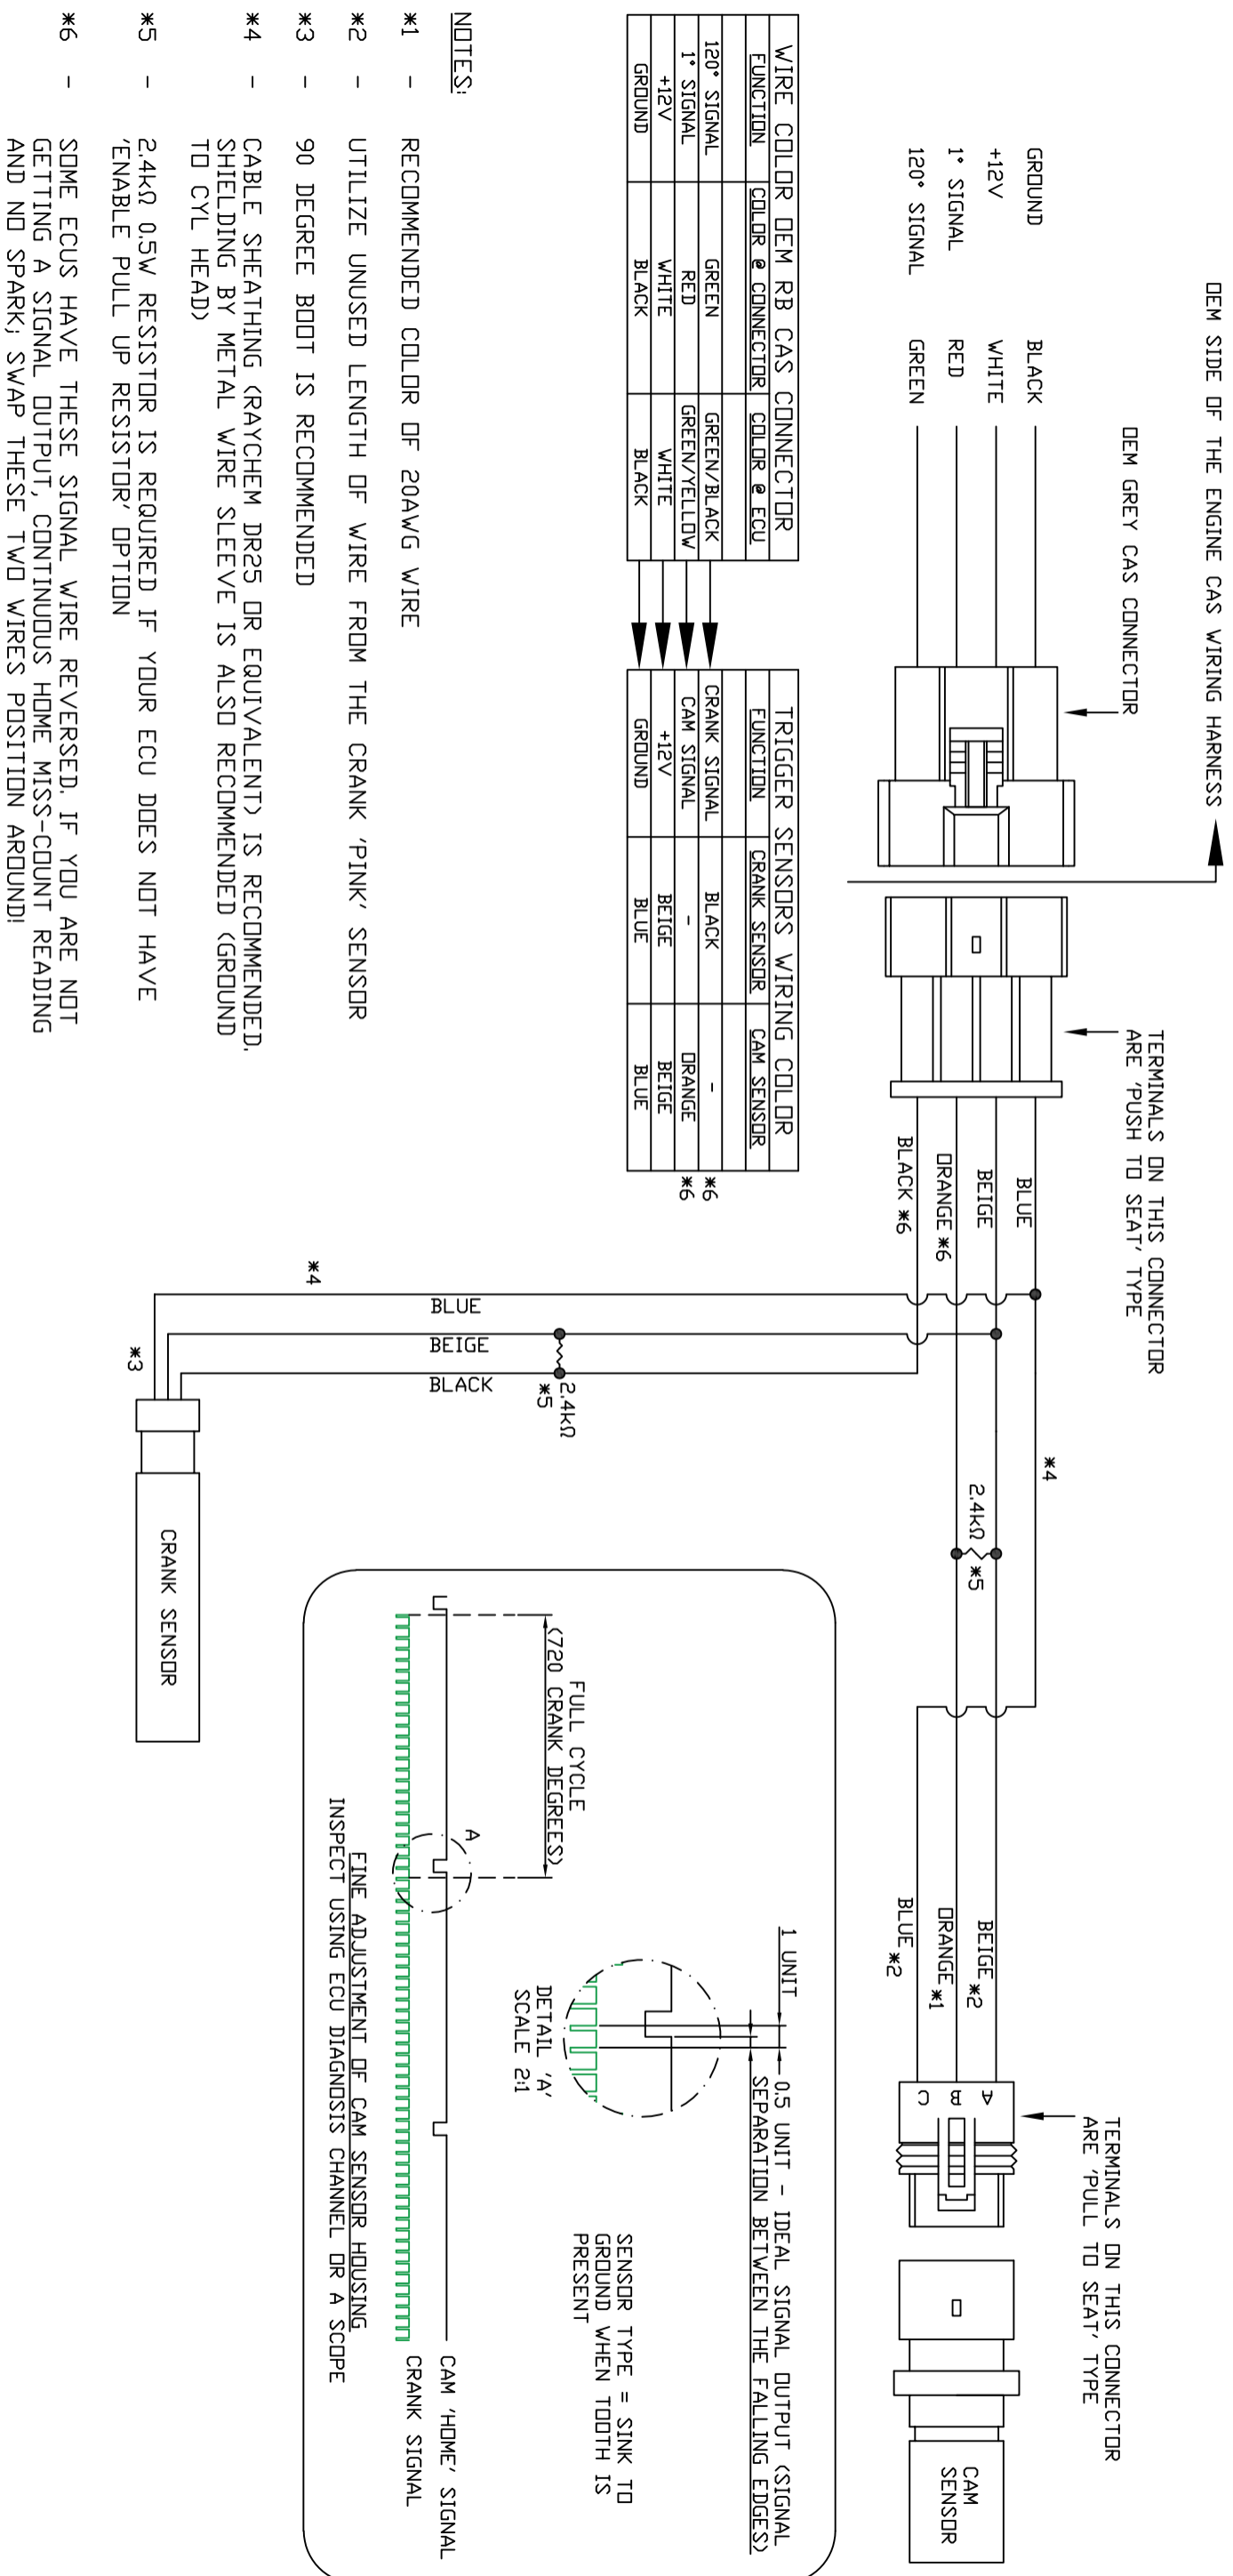 OEM SIDE OF THE ENGINE CAS WIRING HARNESS
OEM GREY CAS CONNECTOR
GROUND BLACK
+12V WHITE
1° SIGNAL RED
120° SIGNAL GREEN
TERMINALS ON THIS CONNECTOR
ARE 'PUSH TO SEAT' TYPE
BLUE
BEIGE
ORANGE *6
BLACK *6
*4
2.4kΩ
*5
BEIGE *2
ORANGE *1
BLUE *2
A
B
C
TERMINALS ON THIS CONNECTOR
ARE 'PULL TO SEAT' TYPE
CAM
SENSOR
WIRE COLOR OEM RB CAS CONNECTOR
FUNCTION COLOR @ CONNECTOR COLOR @ ECU
120° SIGNAL GREEN GREEN/BLACK
1° SIGNAL RED GREEN/YELLOW
+12V WHITE WHITE
GROUND BLACK BLACK
TRIGGER SENSORS WIRING COLOR
FUNCTION CRANK SENSOR CAM SENSOR
CRANK SIGNAL BLACK - *6
CAM SIGNAL - ORANGE *6
+12V BEIGE BEIGE
GROUND BLUE BLUE
BLUE
BEIGE
BLACK
2.4kΩ
*5
*4
*3
CRANK SENSOR
1 UNIT
0.5 UNIT - IDEAL SIGNAL OUTPUT (SIGNAL
SEPARATION BETWEEN THE FALLING EDGES)
FULL CYCLE
(720 CRANK DEGREES)
DETAIL 'A'
SCALE 2:1
SENSOR TYPE = SINK TO
GROUND WHEN TOOTH IS
PRESENT
A
CAM 'HOME' SIGNAL
CRANK SIGNAL
FINE ADJUSTMENT OF CAM SENSOR HOUSING
INSPECT USING ECU DIAGNOSIS CHANNEL OR A SCOPE
NOTES:
*1 - RECOMMENDED COLOR OF 20AWG WIRE
*2 - UTILIZE UNUSED LENGTH OF WIRE FROM THE CRANK 'PINK' SENSOR
*3 - 90 DEGREE BOOT IS RECOMMENDED
*4 - CABLE SHEATHING (RAYCHEM DR25 OR EQUIVALENT) IS RECOMMENDED.
SHIELDING BY METAL WIRE SLEEVE IS ALSO RECOMMENDED (GROUND
TO CYL HEAD)
*5 - 2.4kΩ 0.5W RESISTOR IS REQUIRED IF YOUR ECU DOES NOT HAVE
'ENABLE PULL UP RESISTOR' OPTION
*6 - SOME ECUS HAVE THESE SIGNAL WIRE REVERSED. IF YOU ARE NOT
GETTING A SIGNAL OUTPUT, CONTINUOUS HOME MISS-COUNT READING
AND NO SPARK; SWAP THESE TWO WIRES POSITION AROUND!